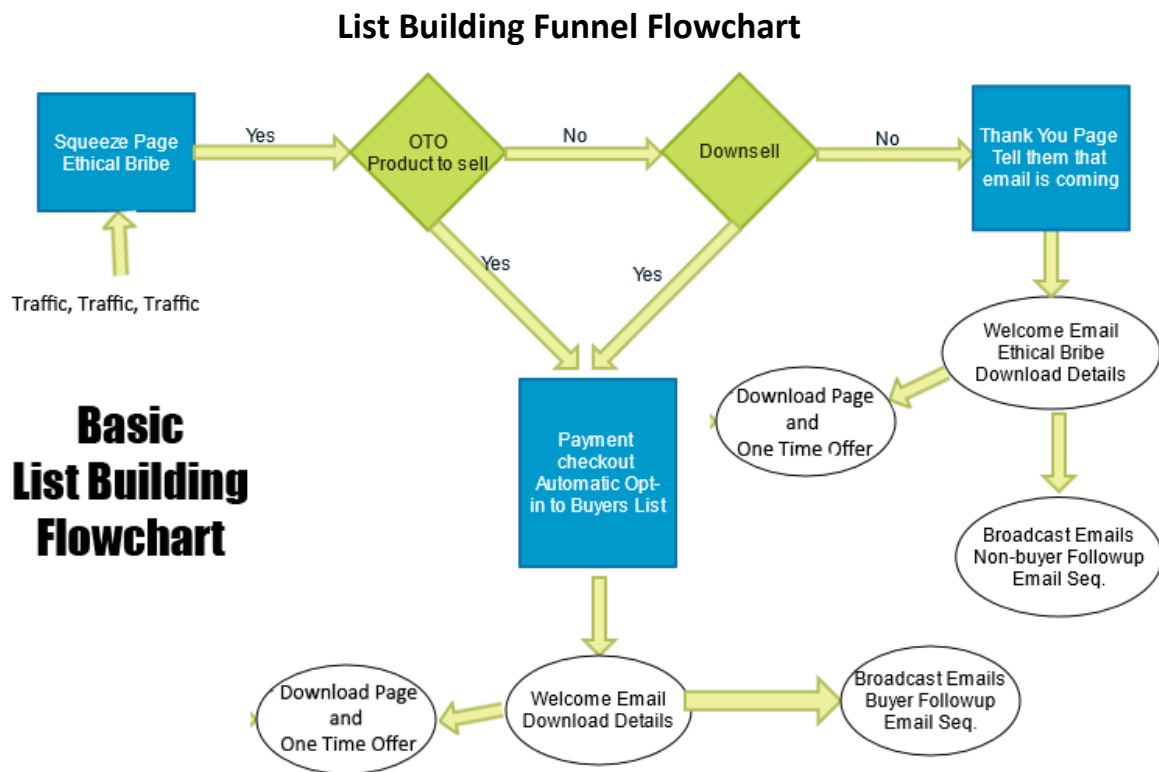 List Building Funnel Flowchart
Squeeze Page
Ethical Bribe
Yes
OTO
Product to sell
No
Downsell
No
Thank You Page
Tell them that
email is coming
Yes
Yes
Traffic, Traffic, Traffic
Welcome Email
Ethical Bribe
Download Details
Download Page
and
One Time Offer
Basic
List Building
Flowchart
Payment
checkout
Automatic Opt-
in to Buyers List
Broadcast Emails
Non-buyer Followup
Email Seq.
Download Page
and
One Time Offer
Welcome Email
Download Details
Broadcast Emails
Buyer Followup
Email Seq.